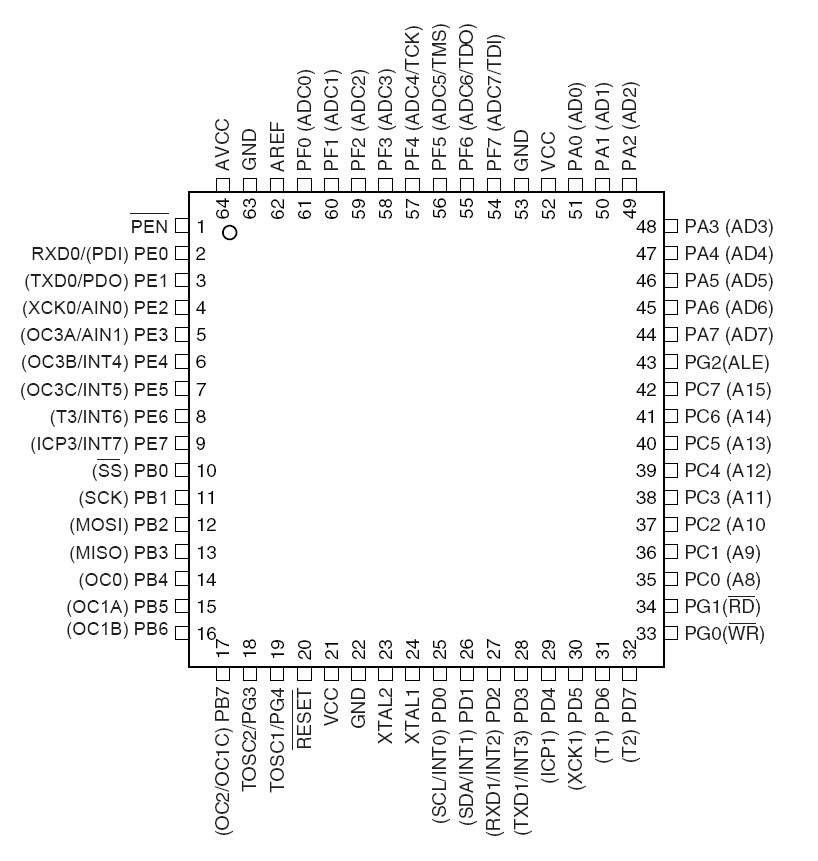 AVCC
GND
AREF
PF0 (ADC0)
PF1 (ADC1)
PF2 (ADC2)
PF3 (ADC3)
PF4 (ADC4/TCK)
PF5 (ADC5/TMS)
PF6 (ADC6/TDO)
PF7 (ADC7/TDI)
GND
VCC
PA0 (AD0)
PA1 (AD1)
PA2 (AD2)
64
63
62
61
60
59
58
57
56
55
54
53
52
51
50
49
PEN 1
RXD0/(PDI) PE0 2
(TXD0/PDO) PE1 3
(XCK0/AIN0) PE2 4
(OC3A/AIN1) PE3 5
(OC3B/INT4) PE4 6
(OC3C/INT5) PE5 7
(T3/INT6) PE6 8
(ICP3/INT7) PE7 9
(SS) PB0 10
(SCK) PB1 11
(MOSI) PB2 12
(MISO) PB3 13
(OC0) PB4 14
(OC1A) PB5 15
(OC1B) PB6 16
48 PA3 (AD3)
47 PA4 (AD4)
46 PA5 (AD5)
45 PA6 (AD6)
44 PA7 (AD7)
43 PG2(ALE)
42 PC7 (A15)
41 PC6 (A14)
40 PC5 (A13)
39 PC4 (A12)
38 PC3 (A11)
37 PC2 (A10
36 PC1 (A9)
35 PC0 (A8)
34 PG1(RD)
33 PG0(WR)
17
18
19
20
21
22
23
24
25
26
27
28
29
30
31
32
(OC2/OC1C) PB7
TOSC2/PG3
TOSC1/PG4
RESET
VCC
GND
XTAL2
XTAL1
(SCL/INT0) PD0
(SDA/INT1) PD1
(RXD1/INT2) PD2
(TXD1/INT3) PD3
(ICP1) PD4
(XCK1) PD5
(T1) PD6
(T2) PD7